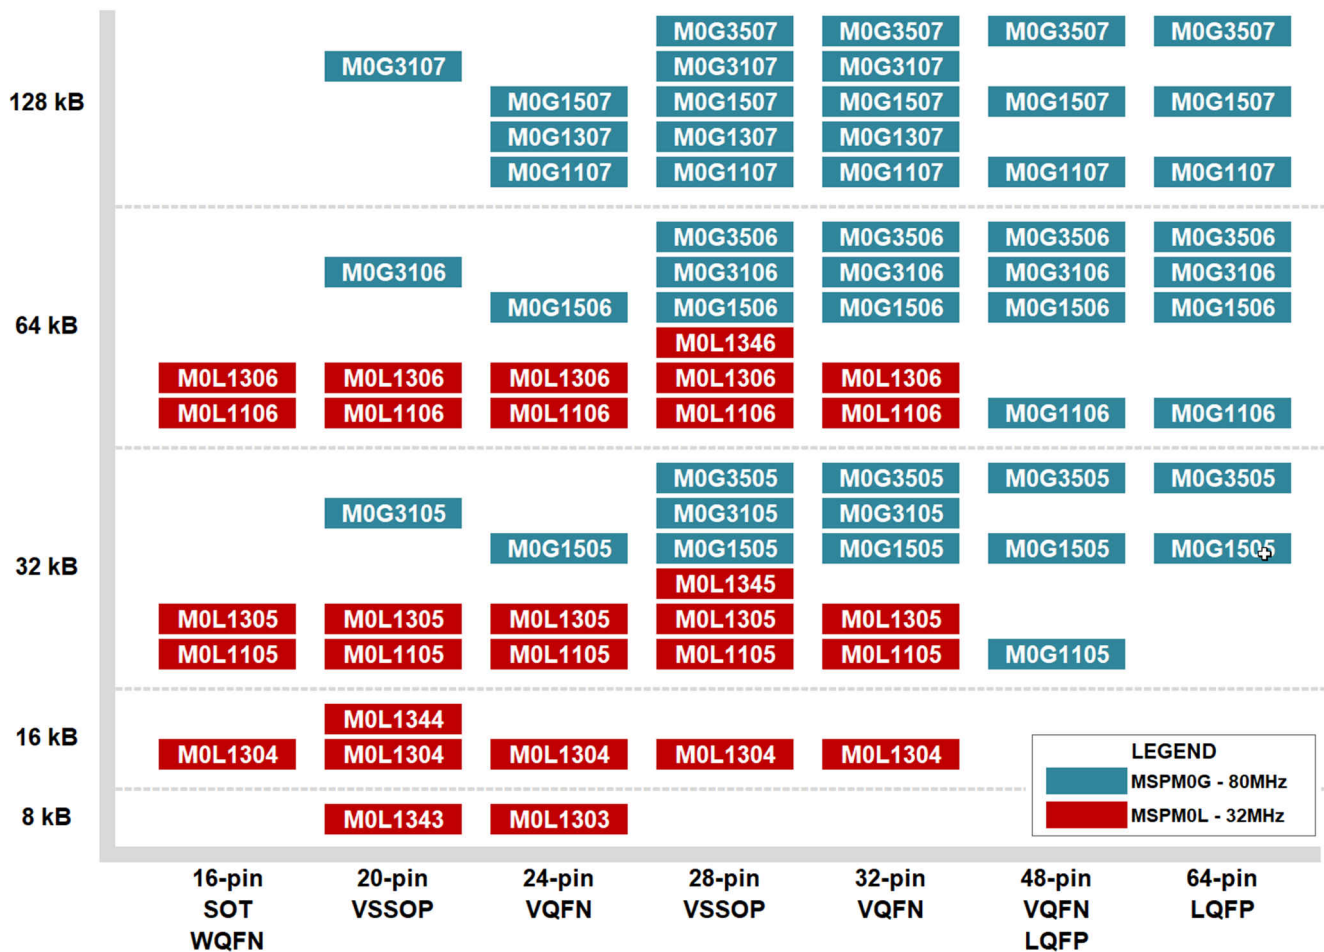 M0G3507 M0G3507 M0G3507 M0G3507
M0G3107 M0G3107 M0G3107
128 kB M0G1507 M0G1507 M0G1507 M0G1507 M0G1507
M0G1307 M0G1307 M0G1307
M0G1107 M0G1107 M0G1107 M0G1107 M0G1107
M0G3506 M0G3506 M0G3506 M0G3506
M0G3106 M0G3106 M0G3106 M0G3106 M0G3106
64 kB M0G1506 M0G1506 M0G1506 M0G1506 M0G1506
M0L1346
M0L1306 M0L1306 M0L1306 M0L1306 M0L1306
M0L1106 M0L1106 M0L1106 M0L1106 M0L1106 M0G1106 M0G1106
M0G3505 M0G3505 M0G3505 M0G3505
M0G3105 M0G3105 M0G3105
M0G1505 M0G1505 M0G1505 M0G1505 M0G1505
32 kB M0L1345
M0L1305 M0L1305 M0L1305 M0L1305 M0L1305
M0L1105 M0L1105 M0L1105 M0L1105 M0L1105 M0G1105
M0L1344
16 kB M0L1304 M0L1304 M0L1304 M0L1304 M0L1304
8 kB M0L1343 M0L1303
LEGEND
MSPM0G - 80MHz
MSPM0L - 32MHz
16-pin 20-pin 24-pin 28-pin 32-pin 48-pin 64-pin
SOT VSSOP VQFN VSSOP VQFN VQFN LQFP
WQFN LQFP